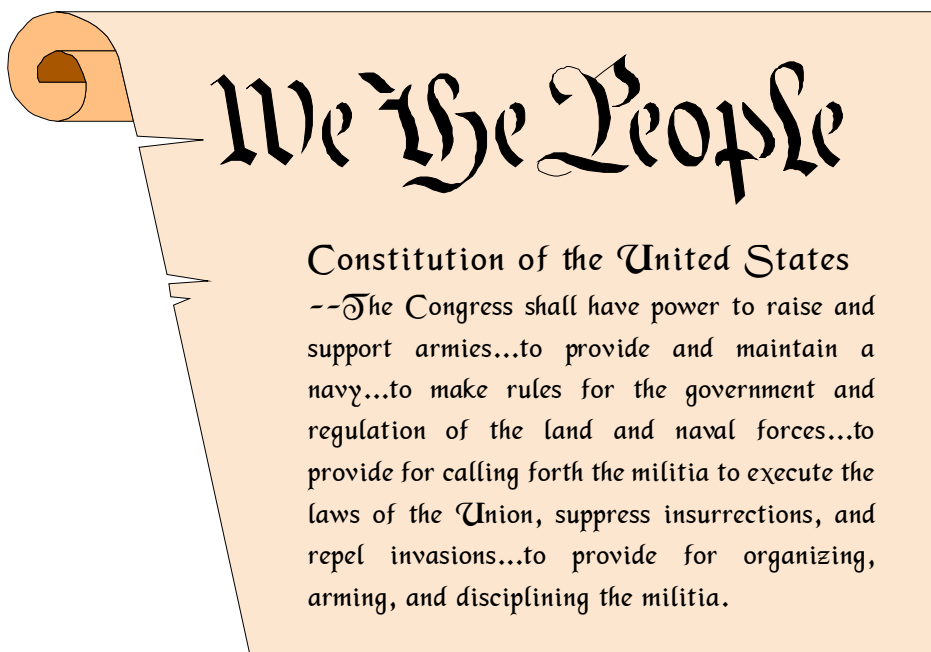 We the People
Constitution of the United States
--The Congress shall have power to raise and
support armies...to provide and maintain a
navy...to make rules for the government and
regulation of the land and naval forces...to
provide for calling forth the militia to execute the
laws of the Union, suppress insurrections, and
repel invasions...to provide for organizing,
arming, and disciplining the militia.